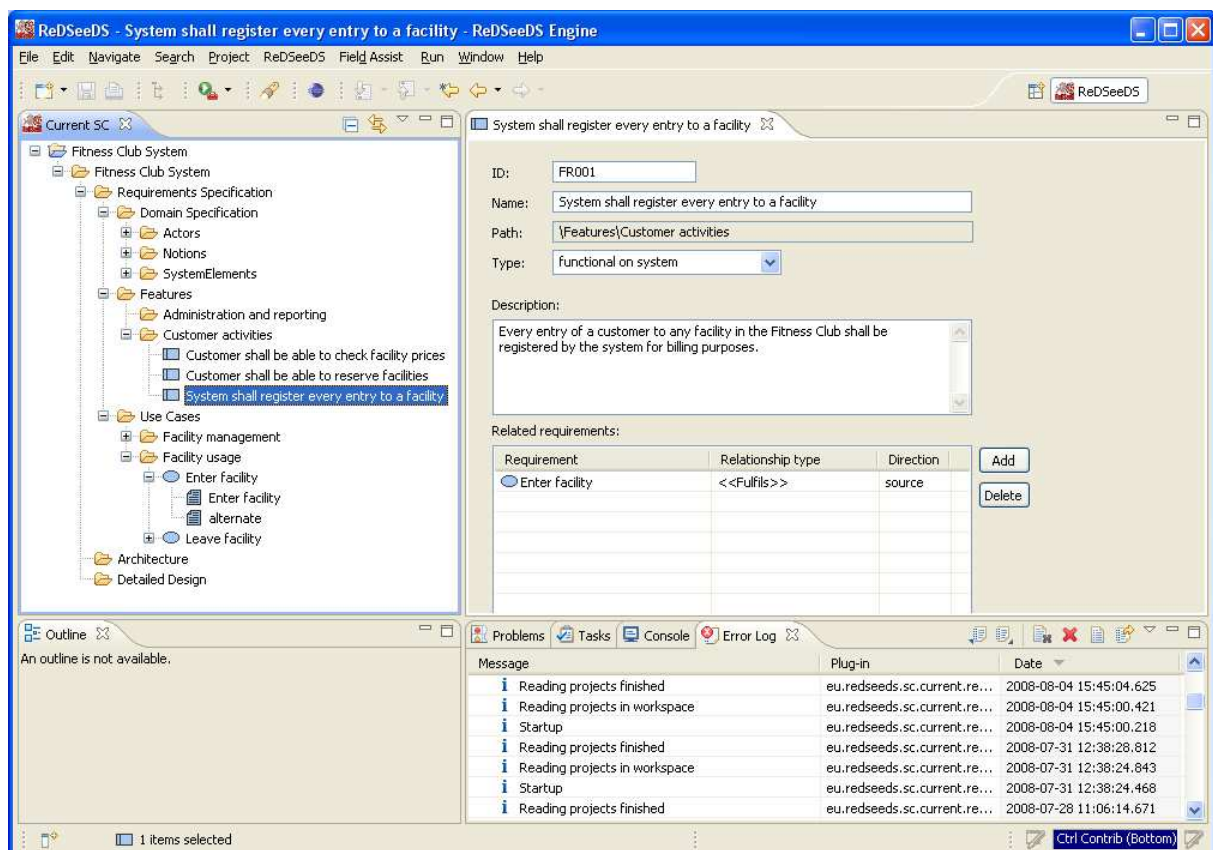 ReDSeeDS - System shall register every entry to a facility - ReDSeeDS Engine
File Edit Navigate Search Project ReDSeeDS Field Assist Run Window Help
ReDSeeDS
Current SC
Fitness Club System
Fitness Club System
Requirements Specification
Domain Specification
Actors
Notions
SystemElements
Features
Administration and reporting
Customer activities
Customer shall be able to check facility prices
Customer shall be able to reserve facilities
System shall register every entry to a facility
Use Cases
Facility management
Facility usage
Enter facility
Enter facility
alternate
Leave facility
Architecture
Detailed Design
System shall register every entry to a facility
ID: FR001
Name: System shall register every entry to a facility
Path: \Features\Customer activities
Type: functional on system
Description:
Every entry of a customer to any facility in the Fitness Club shall be
registered by the system for billing purposes.
Related requirements:
Requirement Relationship type Direction
Enter facility <<Fulfils>> source
Add
Delete
Outline
An outline is not available.
Problems Tasks Console Error Log
Message Plug-in Date
Reading projects finished eu.redseeds.sc.current.re... 2008-08-04 15:45:04.625
Reading projects in workspace eu.redseeds.sc.current.re... 2008-08-04 15:45:00.421
Startup eu.redseeds.sc.current.re... 2008-08-04 15:45:00.218
Reading projects finished eu.redseeds.sc.current.re... 2008-07-31 12:38:28.812
Reading projects in workspace eu.redseeds.sc.current.re... 2008-07-31 12:38:24.843
Startup eu.redseeds.sc.current.re... 2008-07-31 12:38:24.468
Reading projects finished eu.redseeds.sc.current.re... 2008-07-28 11:06:14.671
1 items selected
Ctrl Contrib (Bottom)